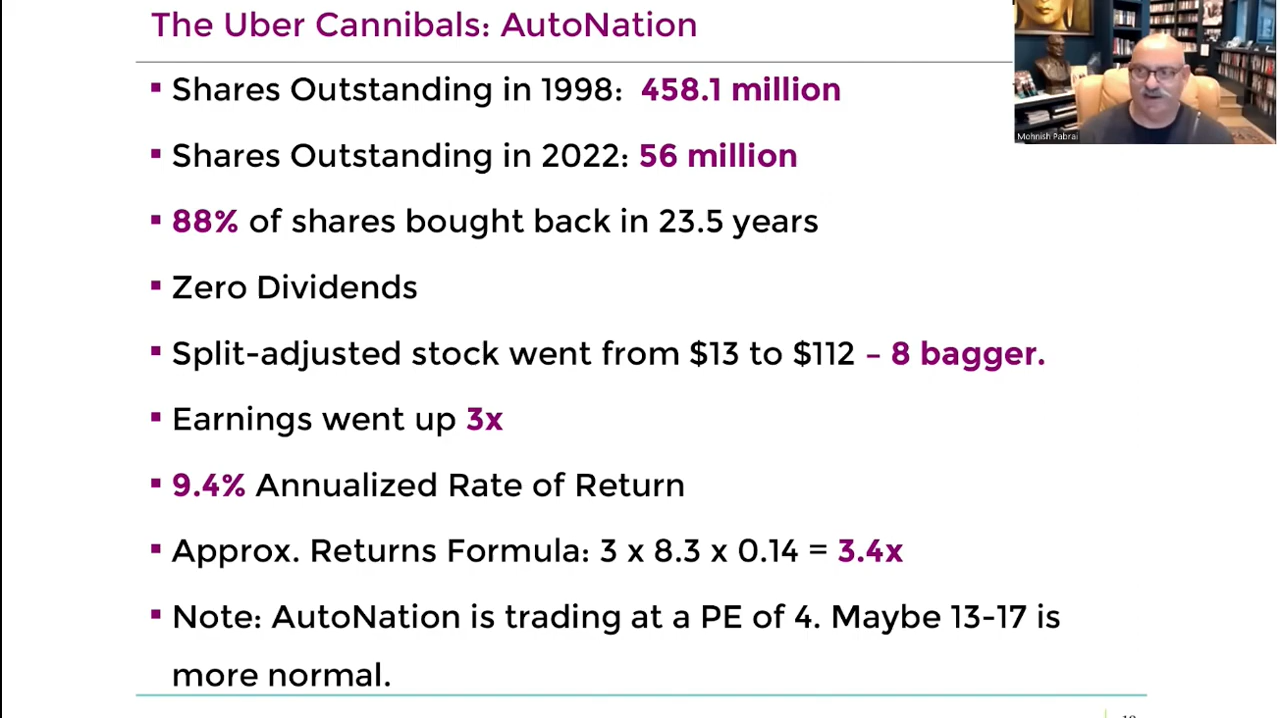 The Uber Cannibals: AutoNation
▪ Shares Outstanding in 1998: 458.1 million
▪ Shares Outstanding in 2022: 56 million
▪ 88% of shares bought back in 23.5 years
▪ Zero Dividends
▪ Split-adjusted stock went from $13 to $112 – 8 bagger.
▪ Earnings went up 3x
▪ 9.4% Annualized Rate of Return
▪ Approx. Returns Formula: 3 x 8.3 x 0.14 = 3.4x
▪ Note: AutoNation is trading at a PE of 4. Maybe 13-17 is
more normal.
Mohnish Pabrai